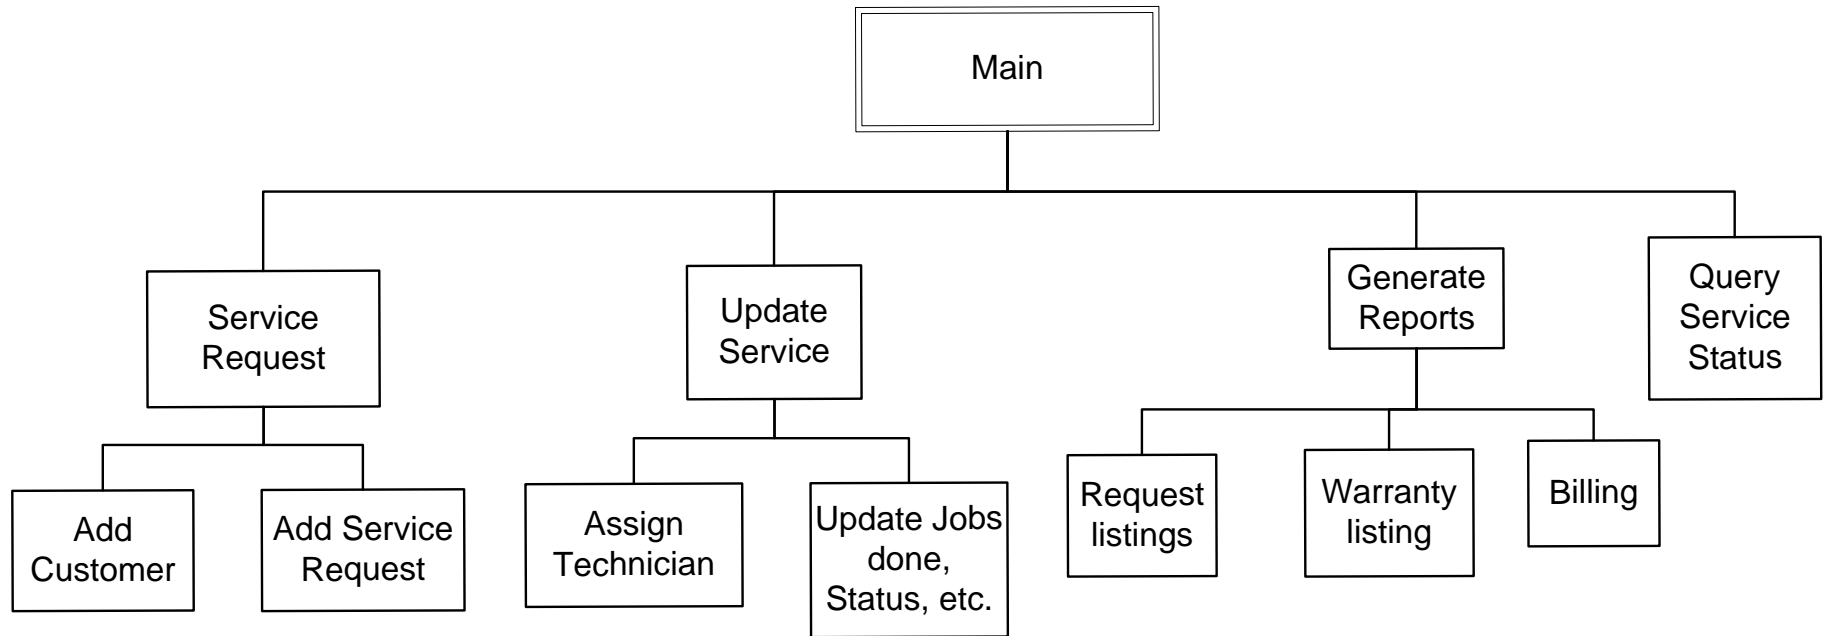 Main
Service
Request
Update
Service
Generate
Reports
Query
Service
Status
Add
Customer
Add Service
Request
Assign
Technician
Update Jobs
done,
Status, etc.
Request
listings
Warranty
listing
Billing